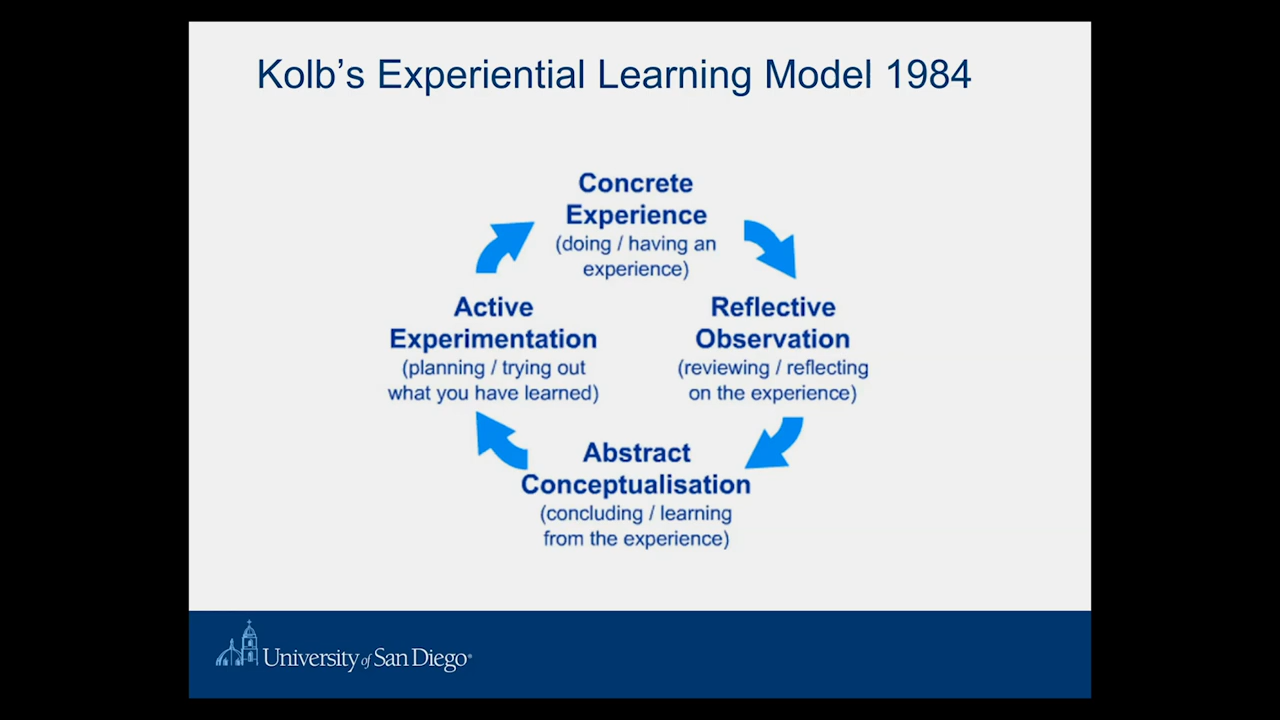 Kolb’s Experiential Learning Model 1984
Concrete
Experience
(doing / having an
experience)
Reflective
Observation
(reviewing / reflecting
on the experience)
Abstract
Conceptualisation
(concluding / learning
from the experience)
Active
Experimentation
(planning / trying out
what you have learned)
University of San Diego